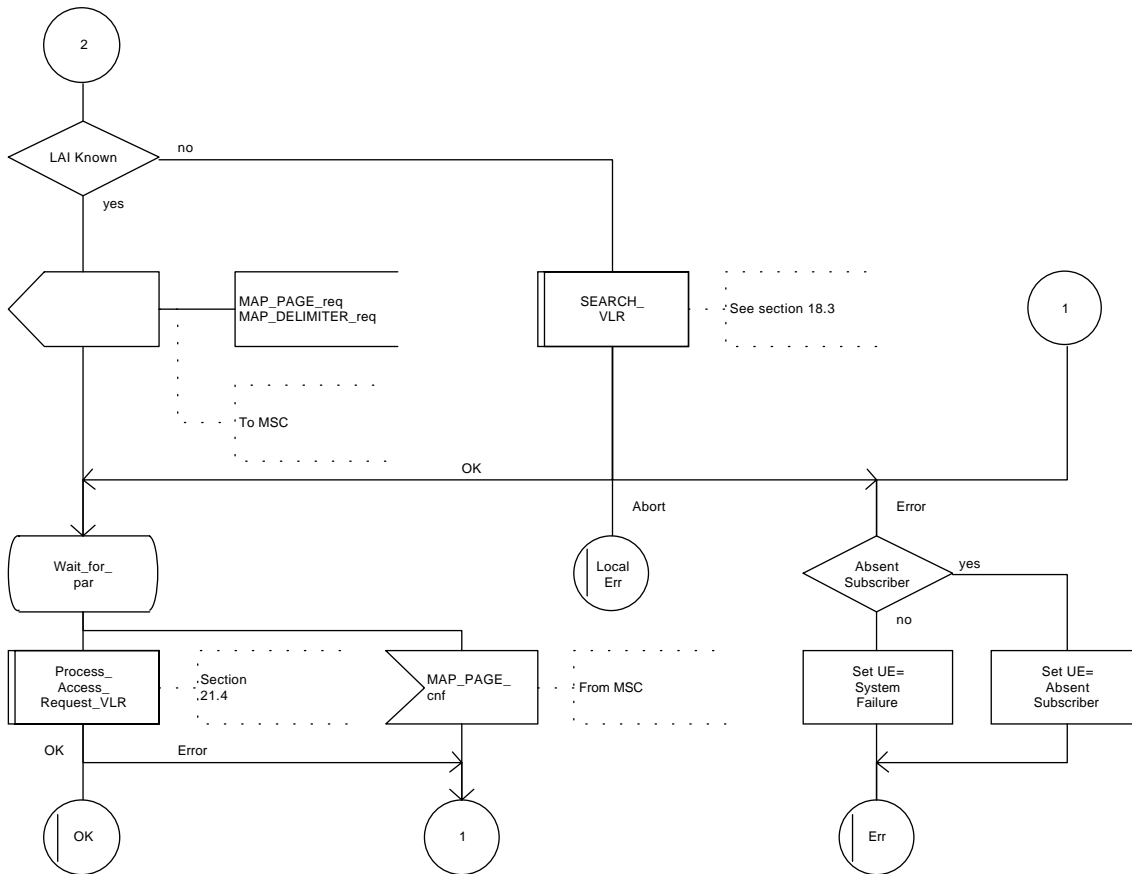 2
LAI Known
no
yes
MAP_PAGE_req
MAP_DELIMITER_req
SEARCH_
VLR
See section 18.3
1
To MSC
OK
Abort
Error
Wait_for_
par
Local
Err
Absent
Subscriber
yes
no
Process_
Access_
Request_VLR
Section
21.4
MAP_PAGE_
cnf
From MSC
Set UE=
System
Failure
Set UE=
Absent
Subscriber
OK
Error
OK
1
Err